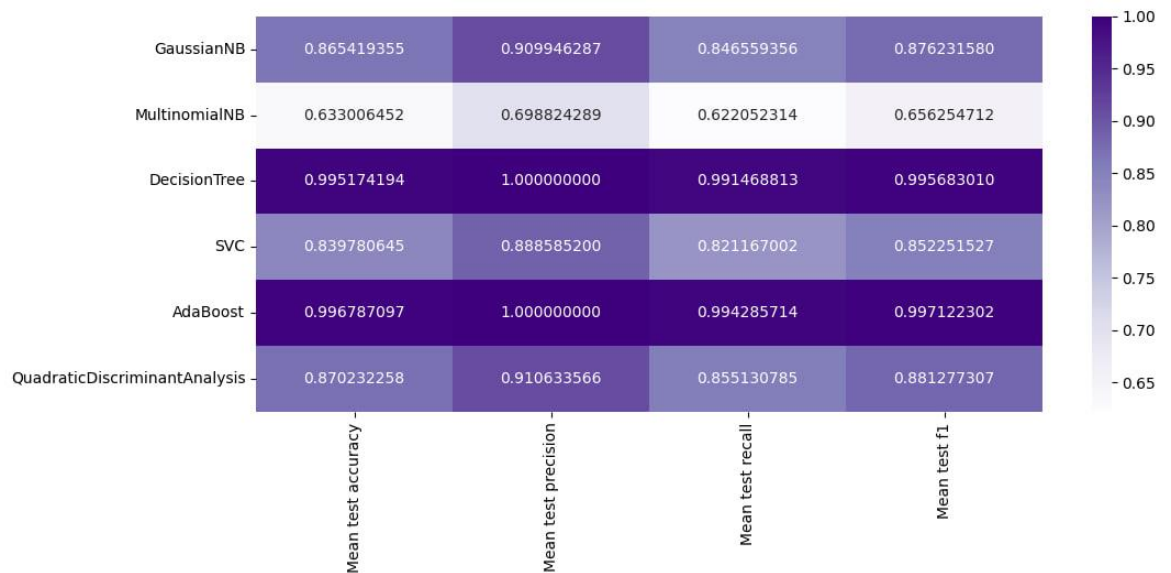 GaussianNB 0.865419355 0.909946287 0.846559356 0.876231580
MultinomialNB 0.633006452 0.698824289 0.622052314 0.656254712
DecisionTree 0.995174194 1.000000000 0.991468813 0.995683010
SVC 0.839780645 0.888585200 0.821167002 0.852251527
AdaBoost 0.996787097 1.000000000 0.994285714 0.997122302
QuadraticDiscriminantAnalysis 0.870232258 0.910633566 0.855130785 0.881277307
Mean test accuracy
Mean test precision
Mean test recall
Mean test f1
1.00
0.95
0.90
0.85
0.80
0.75
0.70
0.65